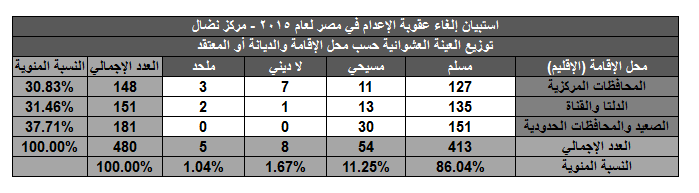 استبيان إلغاء عقوبة الإعدام في مصر لعام ٢٠١٥ - مركز نضال
توزيع العينة العشوائية حسب محل الإقامة والديانة أو المعتقد
محل الإقامة (الإقليم) مسلم مسيحي لا ديني ملحد العدد الإجمالي النسبة المئوية
المحافظات المركزية 127 11 7 3 148 30.83%
الدلتا والقناة 135 13 1 2 151 31.46%
الصعيد والمحافظات الحدودية 151 30 0 0 181 37.71%
العدد الإجمالي 413 54 8 5 480 100.00%
النسبة المئوية 86.04% 11.25% 1.67% 1.04% 100.00%